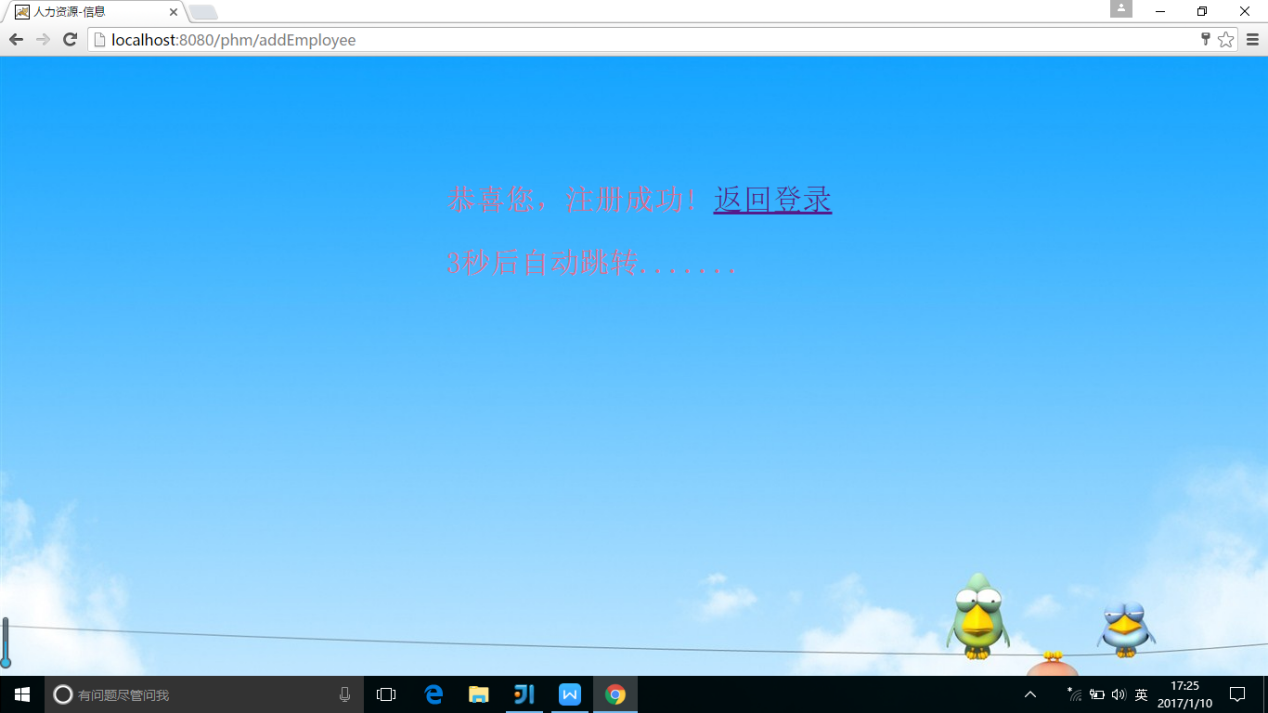 人力资源-信息
localhost:8080/phm/addEmployee
恭喜您，注册成功! 返回登录
3秒后自动跳转.......
有问题尽管问我
英
17:25
2017/1/10